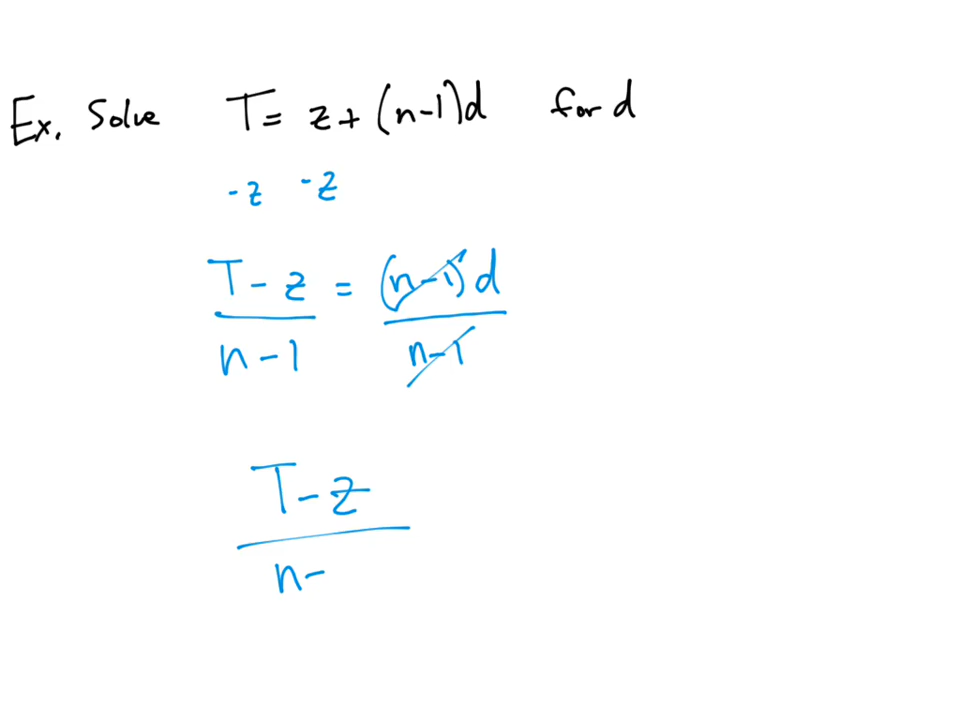 Ex. Solve T= z+(n-1)d for d
-z -z
T-z = (n-1)d
n-1 n-1
T-z
n-